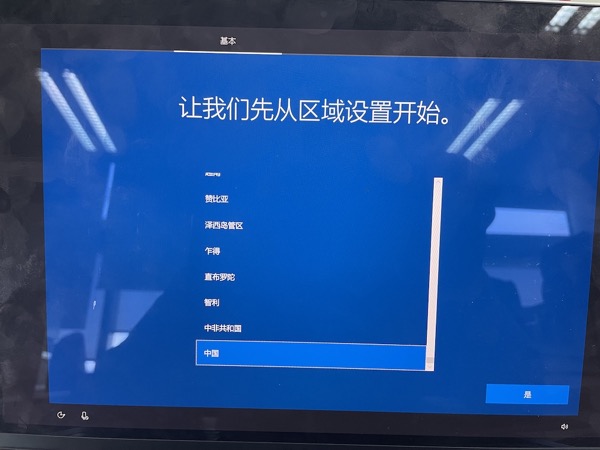 基本
让我们先从区域设置开始。
赞比亚
泽西岛管区
乍得
直布罗陀
智利
中非共和国
中国
是